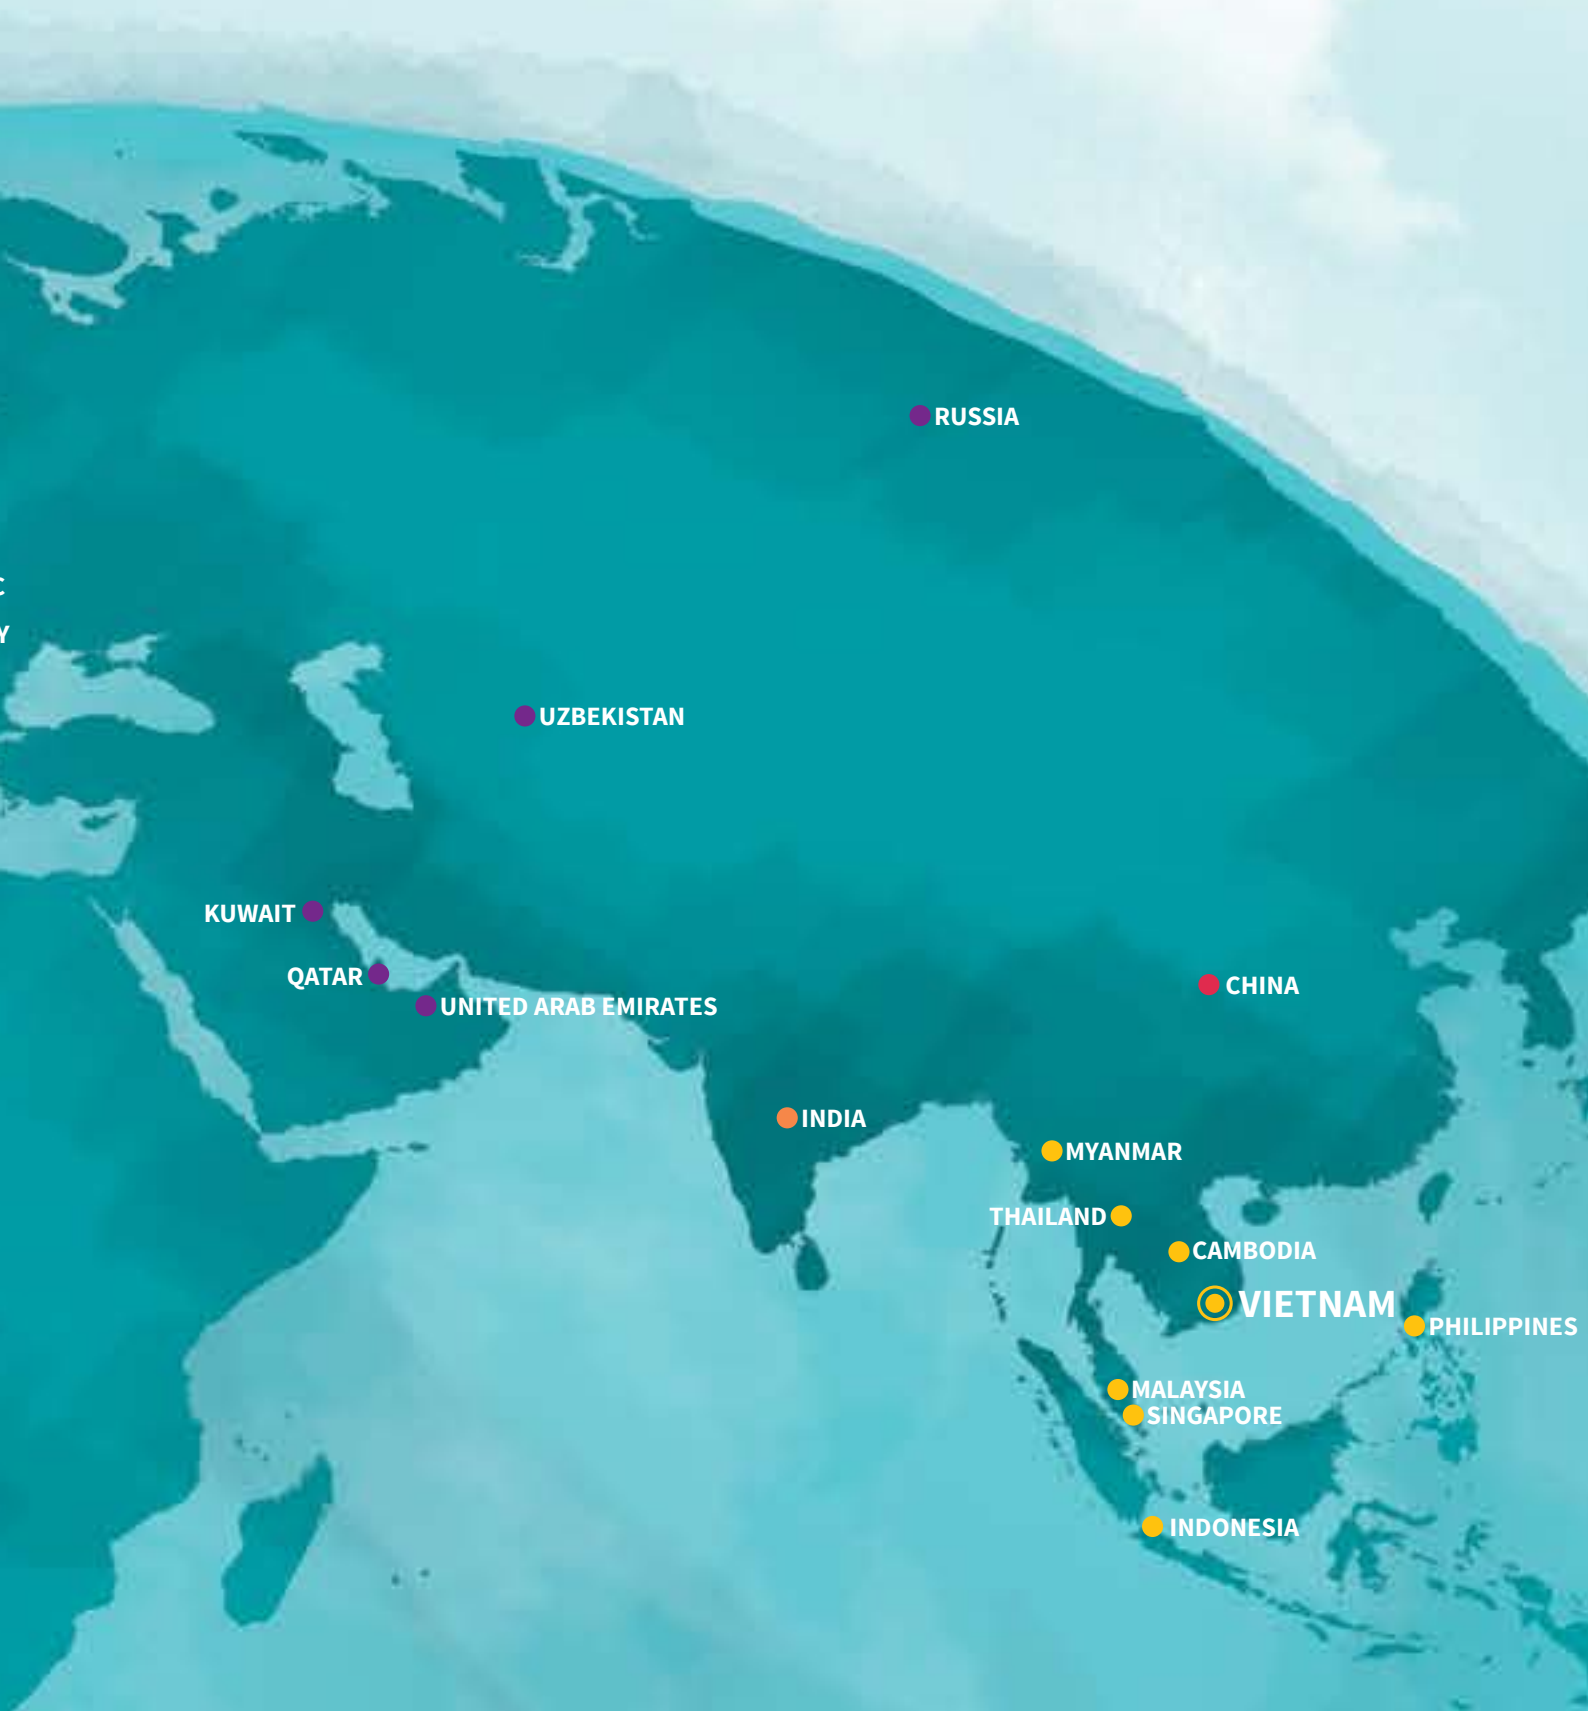 RUSSIA
UZBEKISTAN
KUWAIT
QATAR
CHINA
UNITED ARAB EMIRATES
INDIA
MYANMAR
THAILAND
CAMBODIA
VIETNAM
PHILIPPINES
MALAYSIA
SINGAPORE
INDONESIA